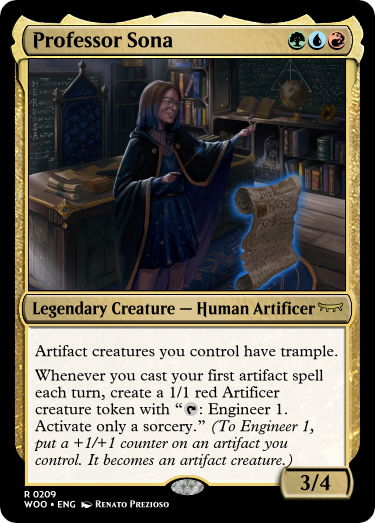 Professor Sona
Legendary Creature — Human Artificer
Artifact creatures you control have trample.
Whenever you cast your first artifact spell
each turn, create a 1/1 red Artificer
creature token with “: Engineer 1.
Activate only a sorcery.” (To Engineer 1,
put a +1/+1 counter on an artifact you
control. It becomes an artifact creature.)
3/4
R 0209
WOO • ENG Renato Prezioso